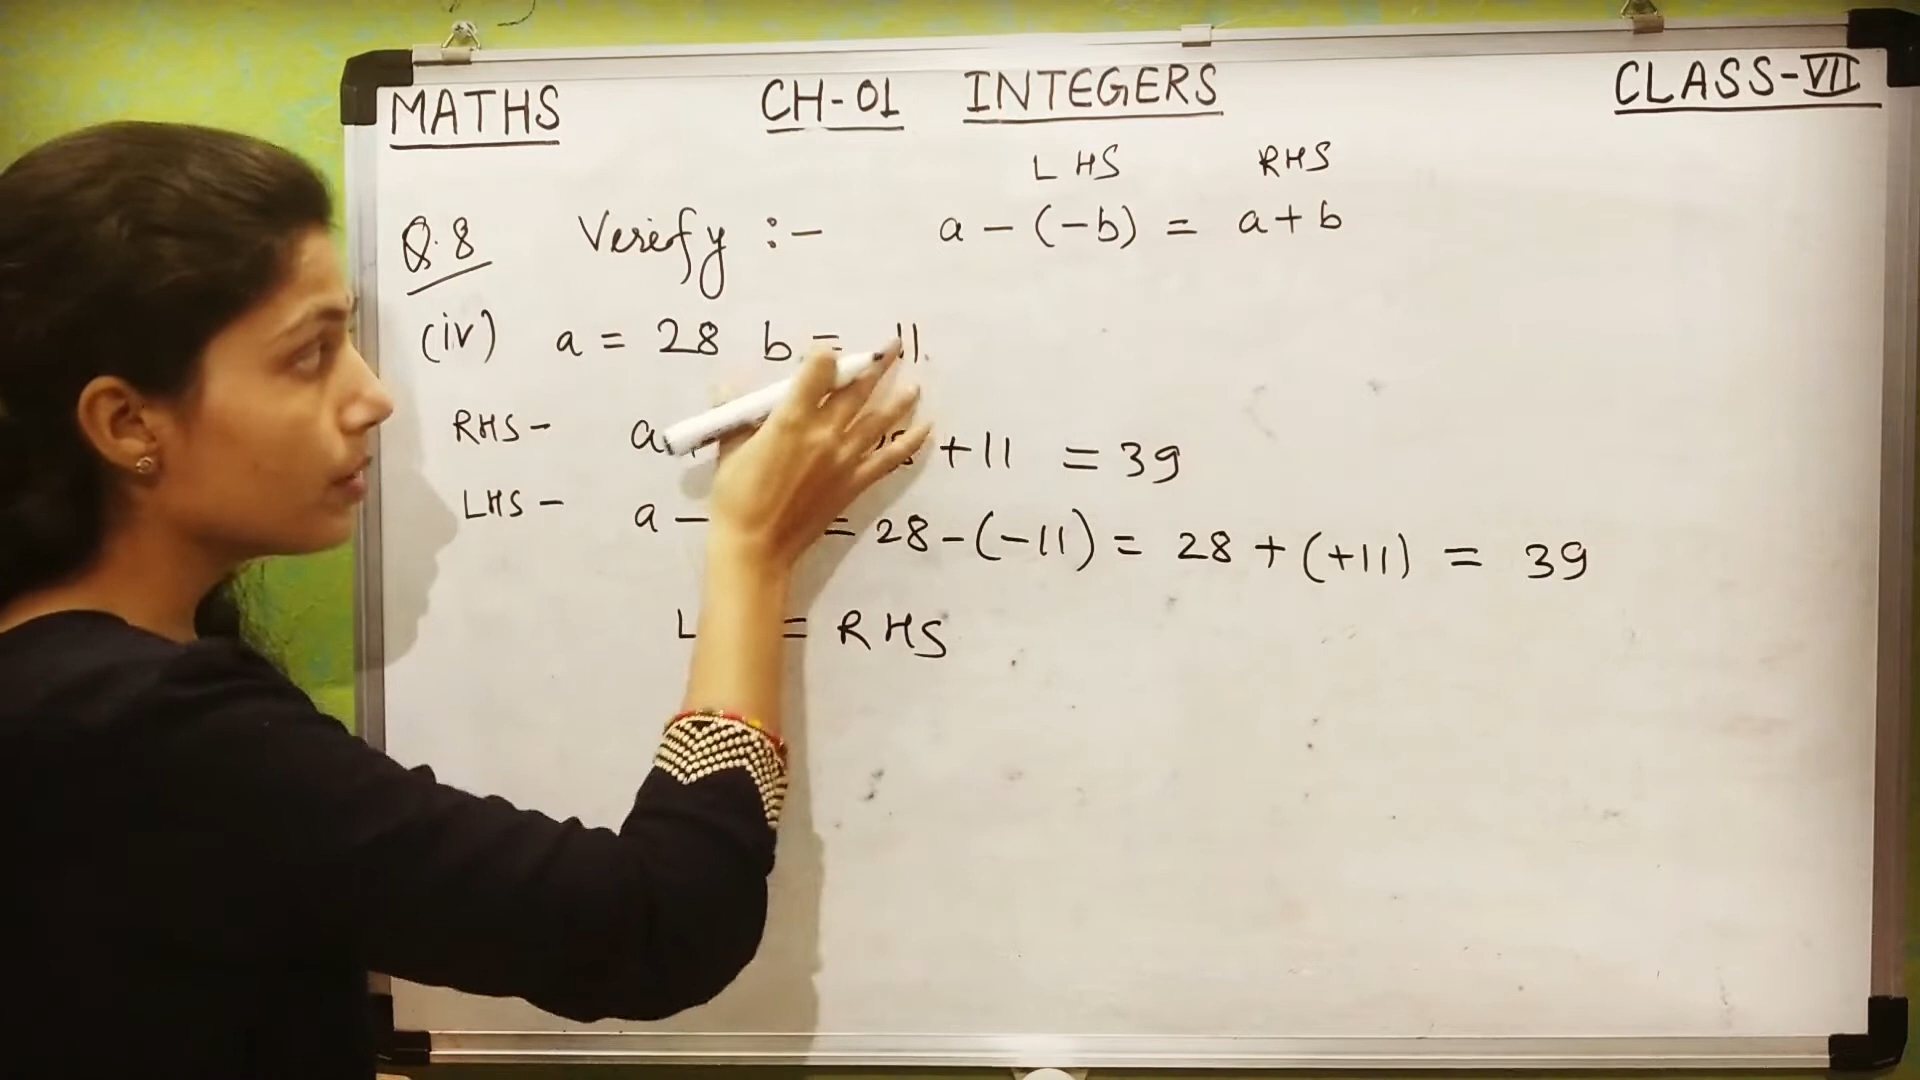 MATHS CH-01 INTEGERS CLASS-VII
LHS RHS
Q.8 Verify :- a - (-b) = a + b
(iv) a = 28 b = 11
RHS - a +11 = 39
LHS - a - = 28 - (-11) = 28 + (+11) = 39
= RHS